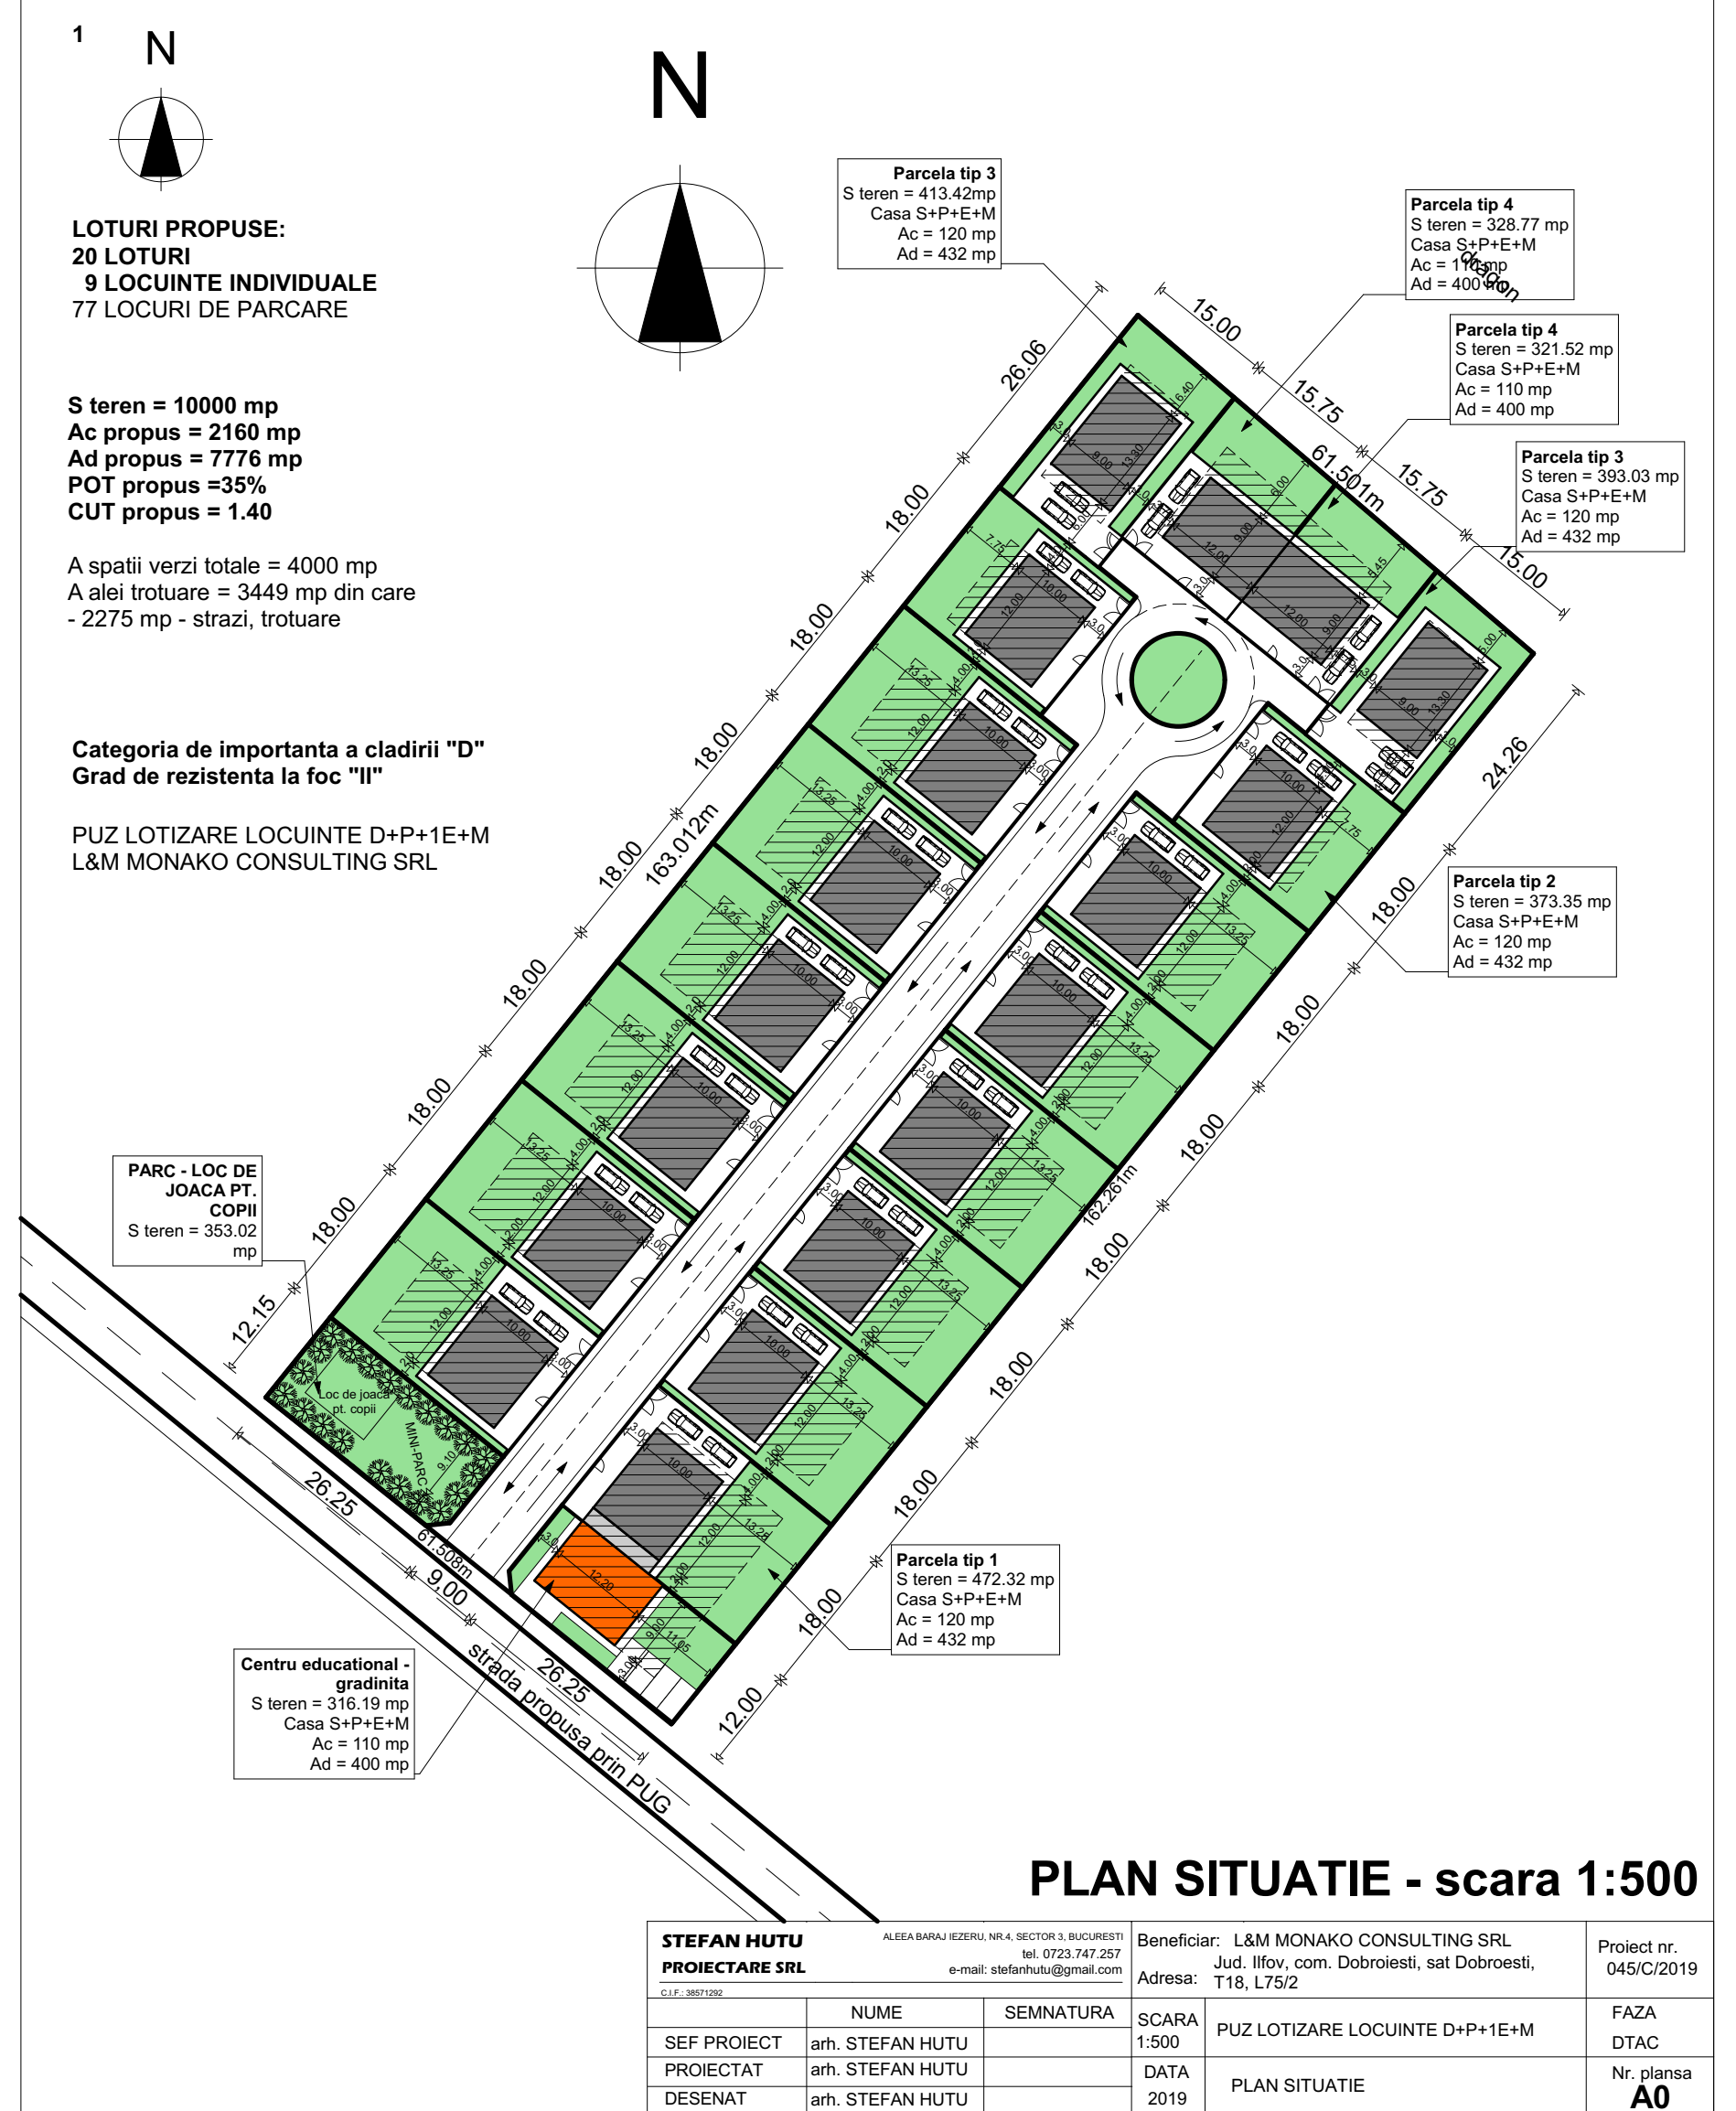 1
N
N
LOTURI PROPUSE:
20 LOTURI
9 LOCUINTE INDIVIDUALE
77 LOCURI DE PARCARE
S teren = 10000 mp
Ac propus = 2160 mp
Ad propus = 7776 mp
POT propus =35%
CUT propus = 1.40
A spatii verzi totale = 4000 mp
A alei trotuare = 3449 mp din care
- 2275 mp - strazi, trotuare
Categoria de importanta a cladirii "D"
Grad de rezistenta la foc "II"
PUZ LOTIZARE LOCUINTE D+P+1E+M
L&M MONAKO CONSULTING SRL
Parcela tip 3
S teren = 413.42mp
Casa S+P+E+M
Ac = 120 mp
Ad = 432 mp
Parcela tip 4
S teren = 328.77 mp
Casa S+P+E+M
Ac = 110 mp
Ad = 400 mp
dragon
Parcela tip 4
S teren = 321.52 mp
Casa S+P+E+M
Ac = 110 mp
Ad = 400 mp
Parcela tip 3
S teren = 393.03 mp
Casa S+P+E+M
Ac = 120 mp
Ad = 432 mp
15.00
15.75
61.501m
15.75
15.00
26.06
18.00
18.00
18.00
163.012m
18.00
18.00
18.00
18.00
12.15
24.26
18.00
18.00
18.00
162.261m
18.00
18.00
18.00
18.00
12.00
Parcela tip 2
S teren = 373.35 mp
Casa S+P+E+M
Ac = 120 mp
Ad = 432 mp
PARC - LOC DE
JOACA PT.
COPII
S teren = 353.02
mp
Loc de joaca
pt. copii
MINI-PARC
9.10
26.25
61.508m
9,00
26.25
strada propusa prin PUG
12.20
9.00
11.05
Parcela tip 1
S teren = 472.32 mp
Casa S+P+E+M
Ac = 120 mp
Ad = 432 mp
Centru educational -
gradinita
S teren = 316.19 mp
Casa S+P+E+M
Ac = 110 mp
Ad = 400 mp
PLAN SITUATIE - scara 1:500
STEFAN HUTU
PROIECTARE SRL
C.I.F.: 38571292
ALEEA BARAJ IEZERU, NR.4, SECTOR 3, BUCURESTI
tel. 0723.747.257
e-mail: stefanhutu@gmail.com
Beneficiar: L&M MONAKO CONSULTING SRL
Adresa: Jud. Ilfov, com. Dobroiesti, sat Dobroesti,
T18, L75/2
Proiect nr.
045/C/2019
NUME SEMNATURA
SEF PROIECT arh. STEFAN HUTU
PROIECTAT arh. STEFAN HUTU
DESENAT arh. STEFAN HUTU
SCARA
1:500
DATA
2019
PUZ LOTIZARE LOCUINTE D+P+1E+M
PLAN SITUATIE
FAZA
DTAC
Nr. plansa
A0